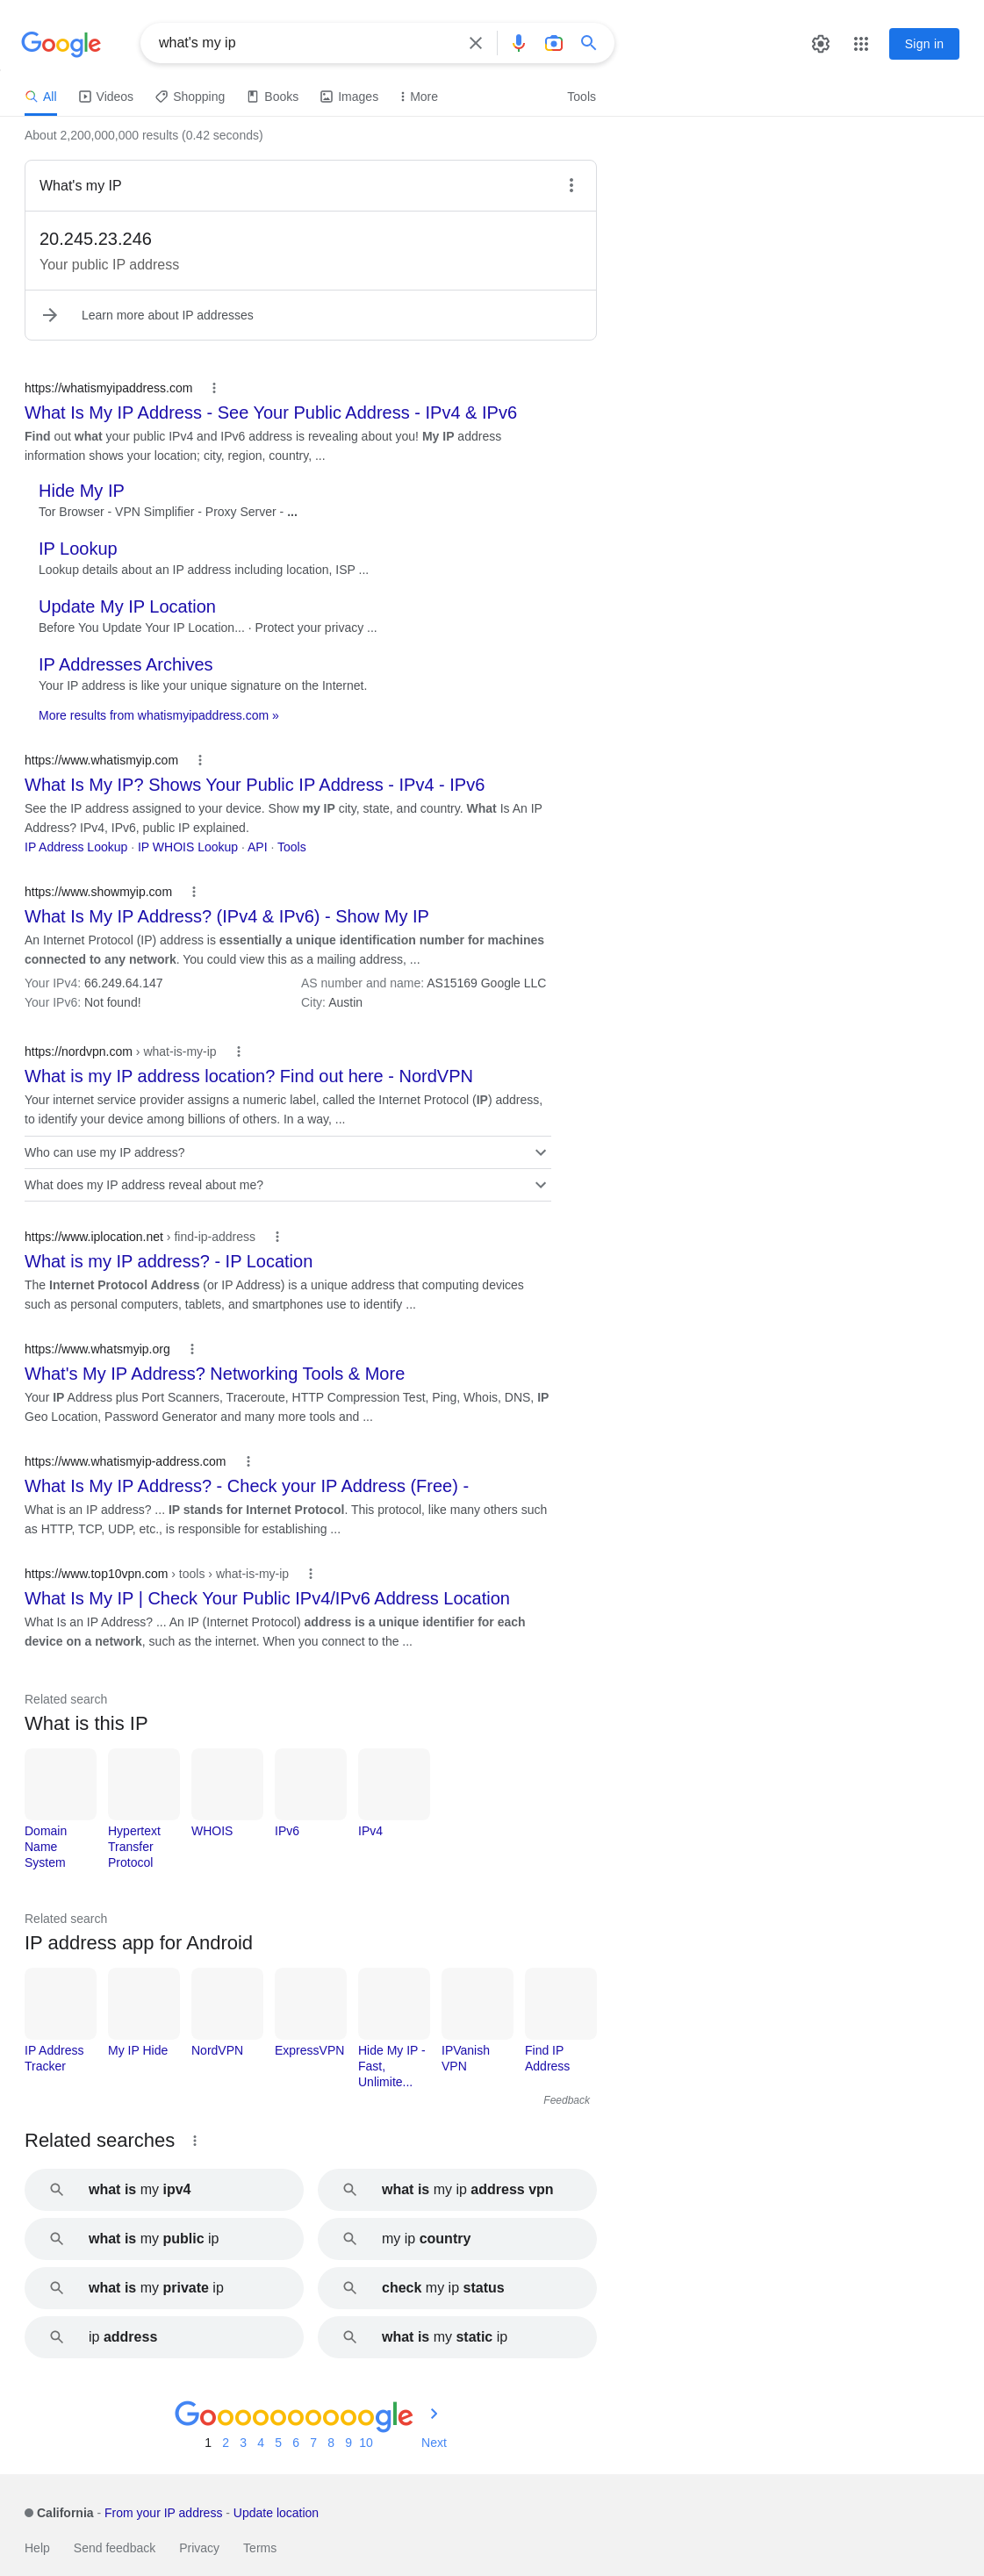 Google
what's my ip
Sign in
All
Videos
Shopping
Books
Images
More
Tools
About 2,200,000,000 results (0.42 seconds)
What's my IP
20.245.23.246
Your public IP address
Learn more about IP addresses
https://whatismyipaddress.com
What Is My IP Address - See Your Public Address - IPv4 & IPv6
Find out what your public IPv4 and IPv6 address is revealing about you! My IP address
information shows your location; city, region, country, ...
Hide My IP
Tor Browser - VPN Simplifier - Proxy Server - ...
IP Lookup
Lookup details about an IP address including location, ISP ...
Update My IP Location
Before You Update Your IP Location... · Protect your privacy ...
IP Addresses Archives
Your IP address is like your unique signature on the Internet.
More results from whatismyipaddress.com »
https://www.whatismyip.com
What Is My IP? Shows Your Public IP Address - IPv4 - IPv6
See the IP address assigned to your device. Show my IP city, state, and country. What Is An IP
Address? IPv4, IPv6, public IP explained.
IP Address Lookup · IP WHOIS Lookup · API · Tools
https://www.showmyip.com
What Is My IP Address? (IPv4 & IPv6) - Show My IP
An Internet Protocol (IP) address is essentially a unique identification number for machines
connected to any network. You could view this as a mailing address, ...
Your IPv4: 66.249.64.147
AS number and name: AS15169 Google LLC
Your IPv6: Not found!
City: Austin
https://nordvpn.com › what-is-my-ip
What is my IP address location? Find out here - NordVPN
Your internet service provider assigns a numeric label, called the Internet Protocol (IP) address,
to identify your device among billions of others. In a way, ...
Who can use my IP address?
What does my IP address reveal about me?
https://www.iplocation.net › find-ip-address
What is my IP address? - IP Location
The Internet Protocol Address (or IP Address) is a unique address that computing devices
such as personal computers, tablets, and smartphones use to identify ...
https://www.whatsmyip.org
What's My IP Address? Networking Tools & More
Your IP Address plus Port Scanners, Traceroute, HTTP Compression Test, Ping, Whois, DNS, IP
Geo Location, Password Generator and many more tools and ...
https://www.whatismyip-address.com
What Is My IP Address? - Check your IP Address (Free) -
What is an IP address? ... IP stands for Internet Protocol. This protocol, like many others such
as HTTP, TCP, UDP, etc., is responsible for establishing ...
https://www.top10vpn.com › tools › what-is-my-ip
What Is My IP | Check Your Public IPv4/IPv6 Address Location
What Is an IP Address? ... An IP (Internet Protocol) address is a unique identifier for each
device on a network, such as the internet. When you connect to the ...
Related search
What is this IP
Domain
Name
System
Hypertext
Transfer
Protocol
WHOIS
IPv6
IPv4
Related search
IP address app for Android
IP Address
Tracker
My IP Hide
NordVPN
ExpressVPN
Hide My IP -
Fast,
Unlimite...
IPVanish
VPN
Find IP
Address
Feedback
Related searches
what is my ipv4
what is my ip address vpn
what is my public ip
my ip country
what is my private ip
check my ip status
ip address
what is my static ip
Goooooooooogle
1 2 3 4 5 6 7 8 9 10 Next
California - From your IP address - Update location
Help
Send feedback
Privacy
Terms